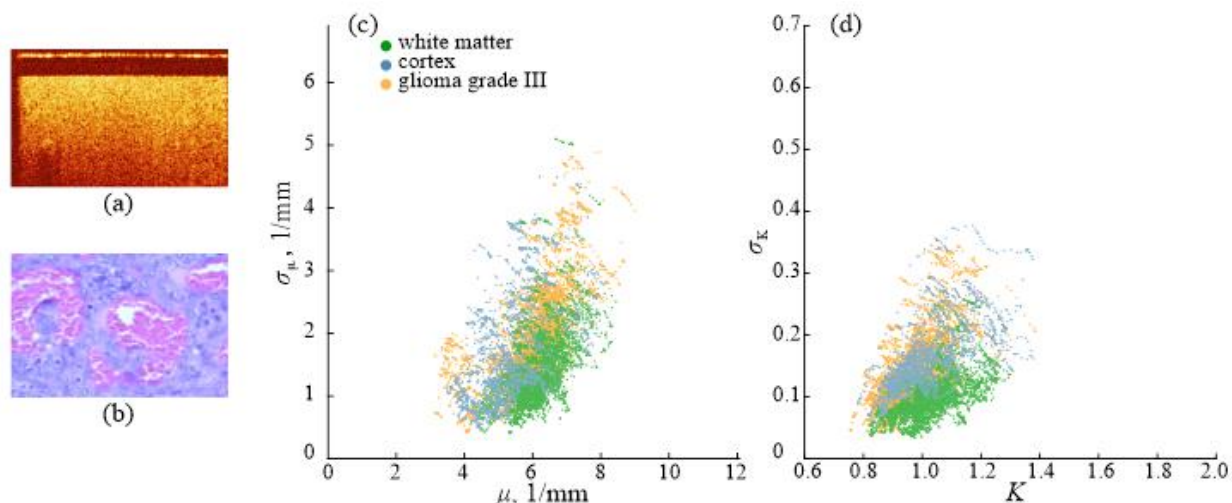 (a)
(b)
(c)
white matter
cortex
glioma grade III
σμ, 1/mm
6
5
4
3
2
1
0
0 2 4 6 8 10 12
μ, 1/mm
(d)
σK
0.7
0.6
0.5
0.4
0.3
0.2
0.1
0
0.6 0.8 1.0 1.2 1.4 1.6 1.8 2.0
K